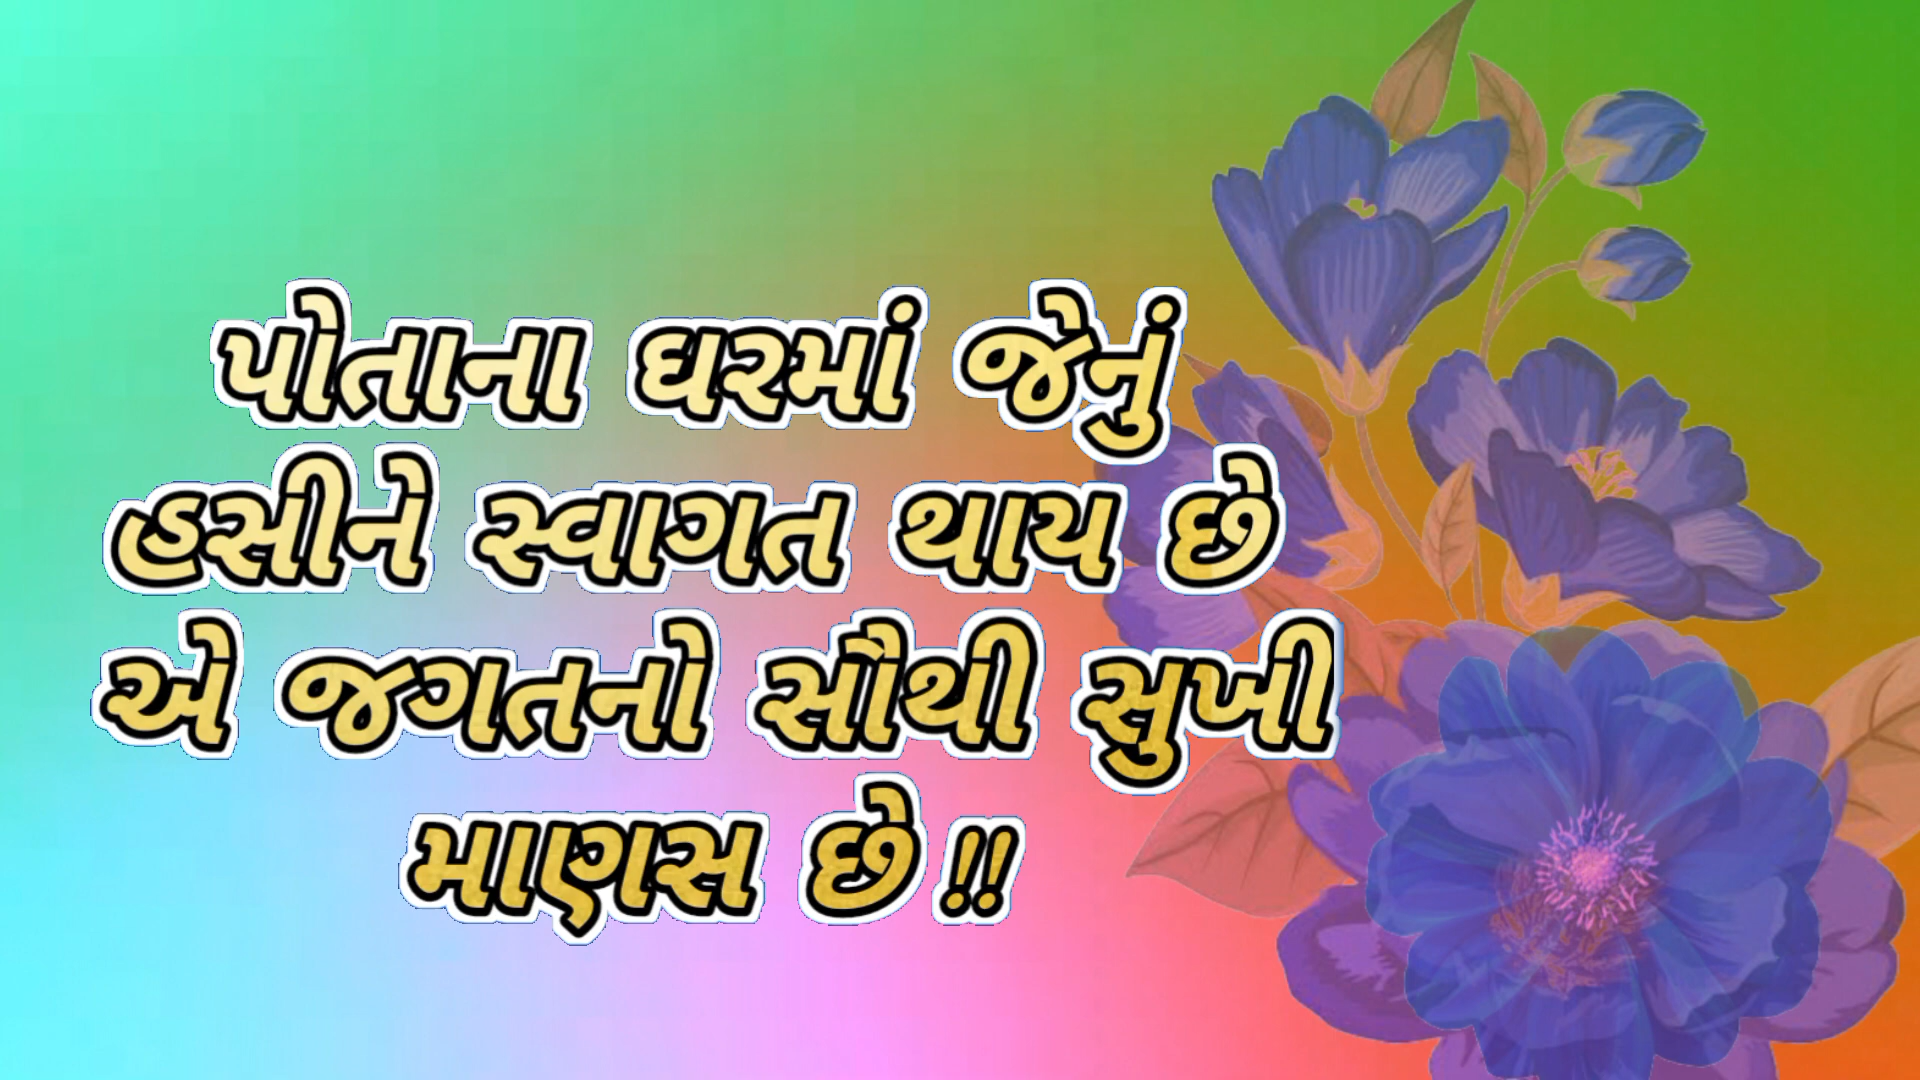 પોતાના ઘરમાં જેનું
હસીને સ્વાગત થાય છે
એ જગતનો સૌથી સુખી
માણસ છે !!